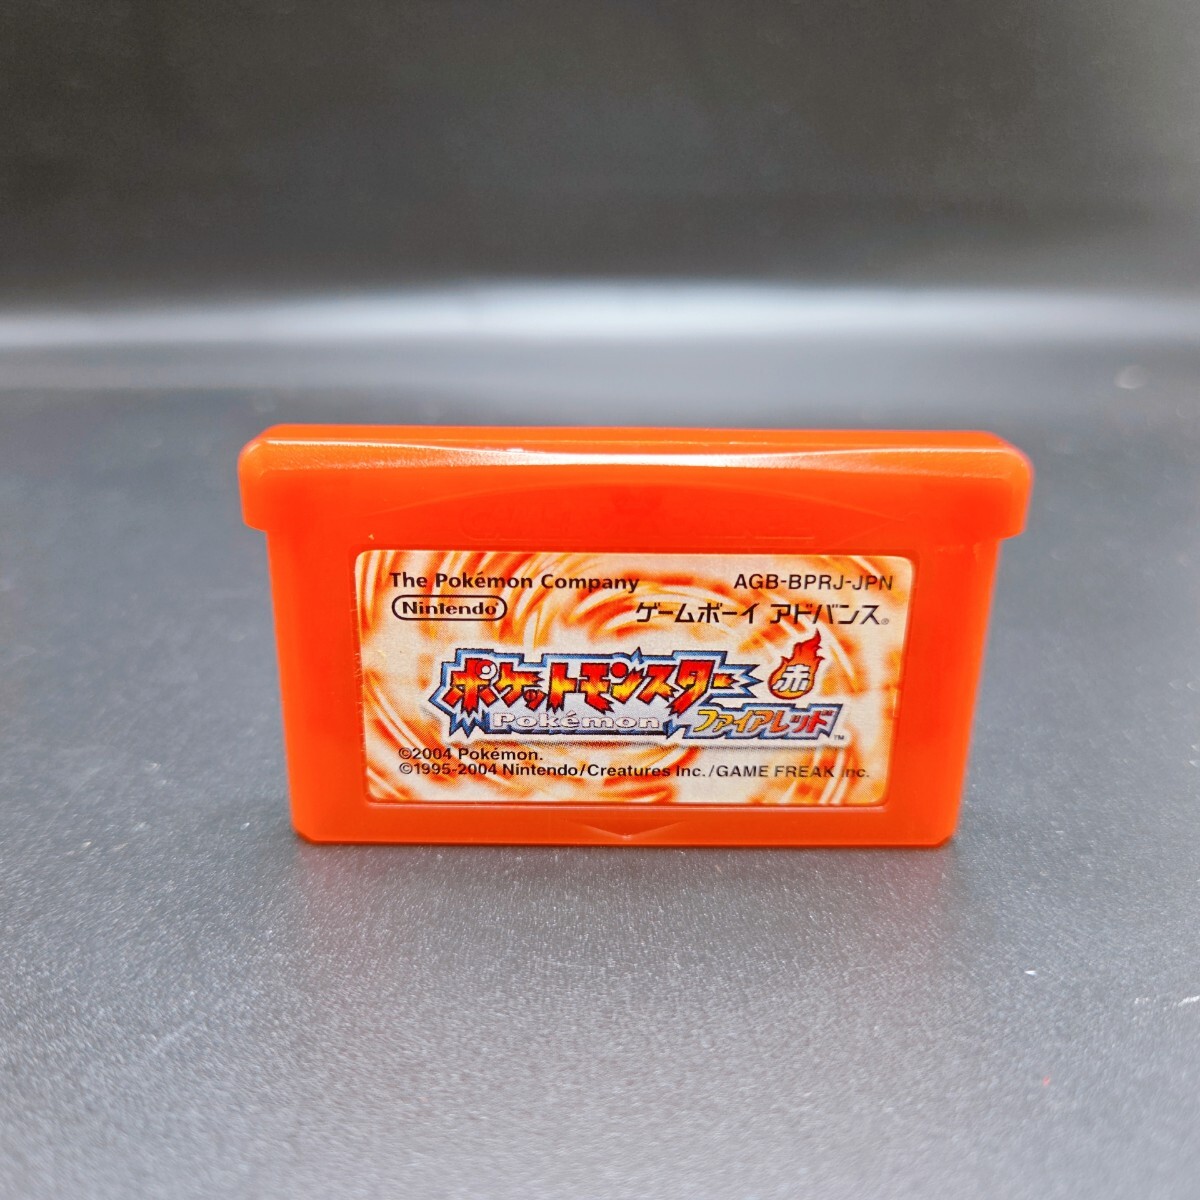 The Pokémon Company AGB-BPRJ-JPN
Nintendo® ゲームボーイ アドバンス®
ポケットモンスター 赤
Pokémon ファイアレッド™
©2004 Pokémon.
©1995-2004 Nintendo/Creatures Inc./GAME FREAK inc.